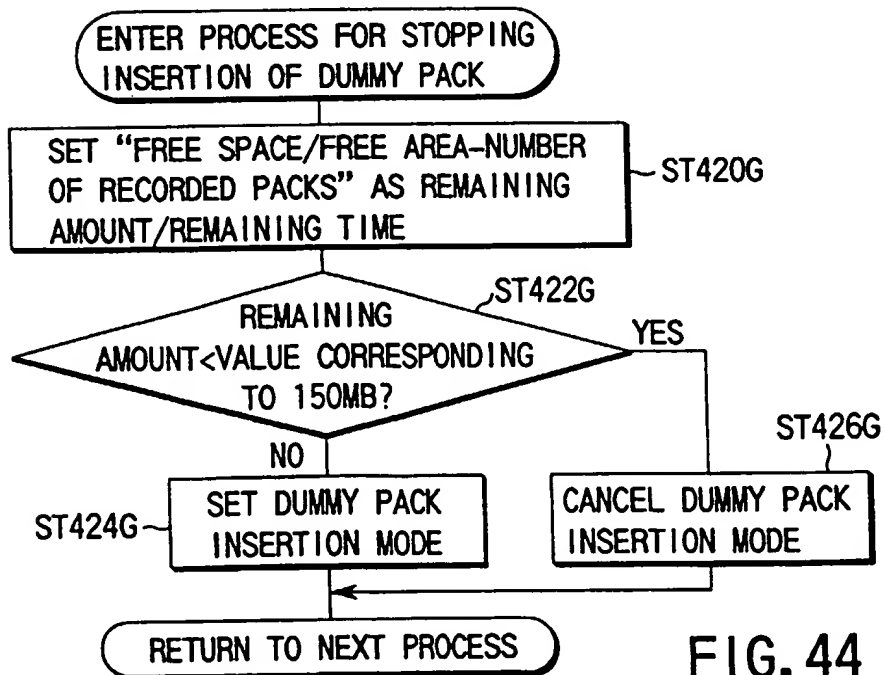 ENTER PROCESS FOR STOPPING
INSERTION OF DUMMY PACK
SET “FREE SPACE/FREE AREA-NUMBER
OF RECORDED PACKS” AS REMAINING
AMOUNT/REMAINING TIME
ST420G
ST422G
REMAINING
AMOUNT<VALUE CORRESPONDING
TO 150MB?
YES
NO
ST426G
ST424G
SET DUMMY PACK
INSERTION MODE
CANCEL DUMMY PACK
INSERTION MODE
RETURN TO NEXT PROCESS
FIG. 44